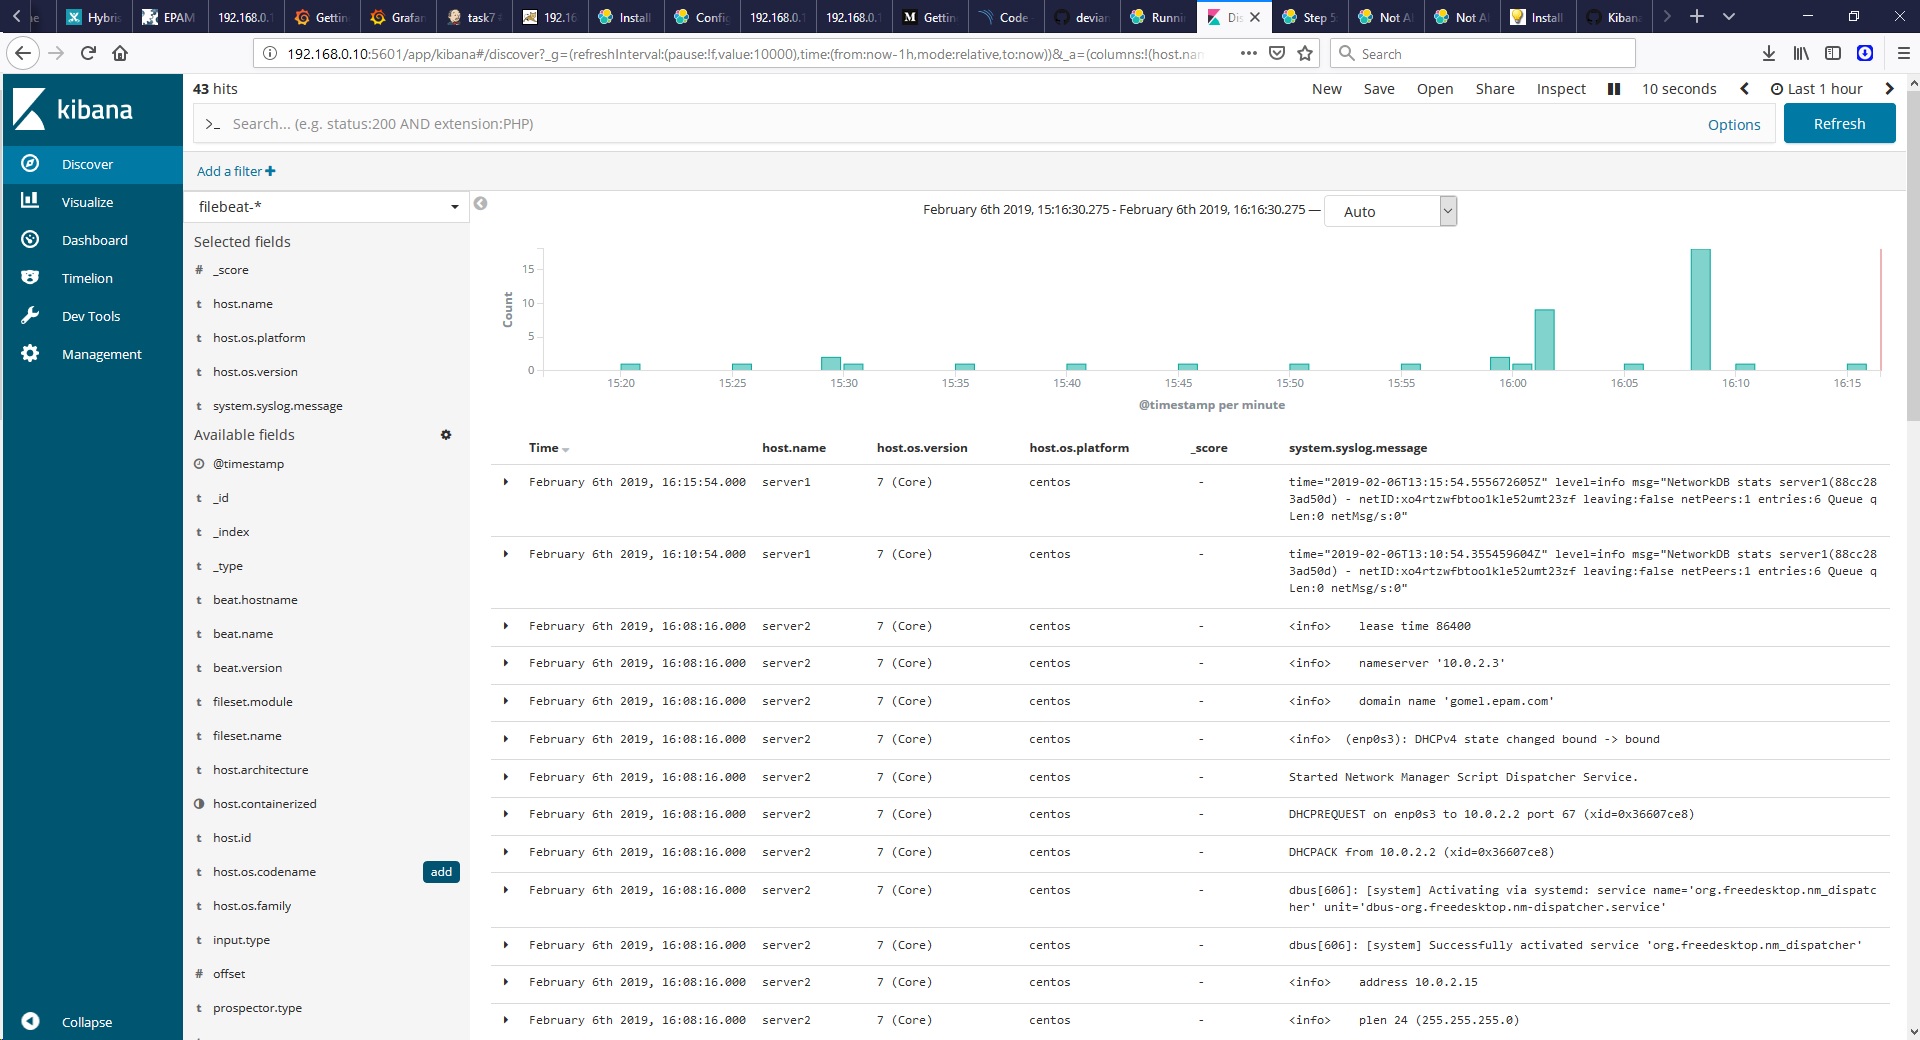 Hybris
EPAM
192.168.0.1
Gettin
Grafan
task7
192.16
Install
Config
192.168.0.1
192.168.0.1
Gettin
Code
devian
Runni
Dis
Step 5
Not A
Not A
Install
Kibana
192.168.0.10:5601/app/kibana#/discover?_g=(refreshInterval:(pause:!f,value:10000),time:(from:now-1h,mode:relative,to:now))&_a=(columns:!(host.nam
Search
kibana
Discover
Visualize
Dashboard
Timelion
Dev Tools
Management
Collapse
43 hits
New Save Open Share Inspect 10 seconds Last 1 hour
>_ Search... (e.g. status:200 AND extension:PHP)
Options
Refresh
Add a filter
filebeat-*
Selected fields
# _score
t host.name
t host.os.platform
t host.os.version
t system.syslog.message
Available fields
@timestamp
t _id
t _index
t _type
t beat.hostname
t beat.name
t beat.version
t fileset.module
t fileset.name
t host.architecture
host.containerized
t host.id
t host.os.codename add
t host.os.family
t input.type
# offset
t prospector.type
February 6th 2019, 15:16:30.275 - February 6th 2019, 16:16:30.275 — Auto
Count
15
10
5
0
15:20 15:25 15:30 15:35 15:40 15:45 15:50 15:55 16:00 16:05 16:10 16:15
@timestamp per minute
Time host.name host.os.version host.os.platform _score system.syslog.message
February 6th 2019, 16:15:54.000 server1 7 (Core) centos - time="2019-02-06T13:15:54.555672605Z" level=info msg="NetworkDB stats server1(88cc28
3ad50d) - netID:xo4rtzwfbtoo1kle52umt23zf leaving:false netPeers:1 entries:6 Queue q
Len:0 netMsg/s:0"
February 6th 2019, 16:10:54.000 server1 7 (Core) centos - time="2019-02-06T13:10:54.355459604Z" level=info msg="NetworkDB stats server1(88cc28
3ad50d) - netID:xo4rtzwfbtoo1kle52umt23zf leaving:false netPeers:1 entries:6 Queue q
Len:0 netMsg/s:0"
February 6th 2019, 16:08:16.000 server2 7 (Core) centos - <info> lease time 86400
February 6th 2019, 16:08:16.000 server2 7 (Core) centos - <info> nameserver '10.0.2.3'
February 6th 2019, 16:08:16.000 server2 7 (Core) centos - <info> domain name 'gomel.epam.com'
February 6th 2019, 16:08:16.000 server2 7 (Core) centos - <info> (enp0s3): DHCPv4 state changed bound -> bound
February 6th 2019, 16:08:16.000 server2 7 (Core) centos - Started Network Manager Script Dispatcher Service.
February 6th 2019, 16:08:16.000 server2 7 (Core) centos - DHCPREQUEST on enp0s3 to 10.0.2.2 port 67 (xid=0x36607ce8)
February 6th 2019, 16:08:16.000 server2 7 (Core) centos - DHCPACK from 10.0.2.2 (xid=0x36607ce8)
February 6th 2019, 16:08:16.000 server2 7 (Core) centos - dbus[606]: [system] Activating via systemd: service name='org.freedesktop.nm_dispatc
her' unit='dbus-org.freedesktop.nm-dispatcher.service'
February 6th 2019, 16:08:16.000 server2 7 (Core) centos - dbus[606]: [system] Successfully activated service 'org.freedesktop.nm_dispatcher'
February 6th 2019, 16:08:16.000 server2 7 (Core) centos - <info> address 10.0.2.15
February 6th 2019, 16:08:16.000 server2 7 (Core) centos - <info> plen 24 (255.255.255.0)